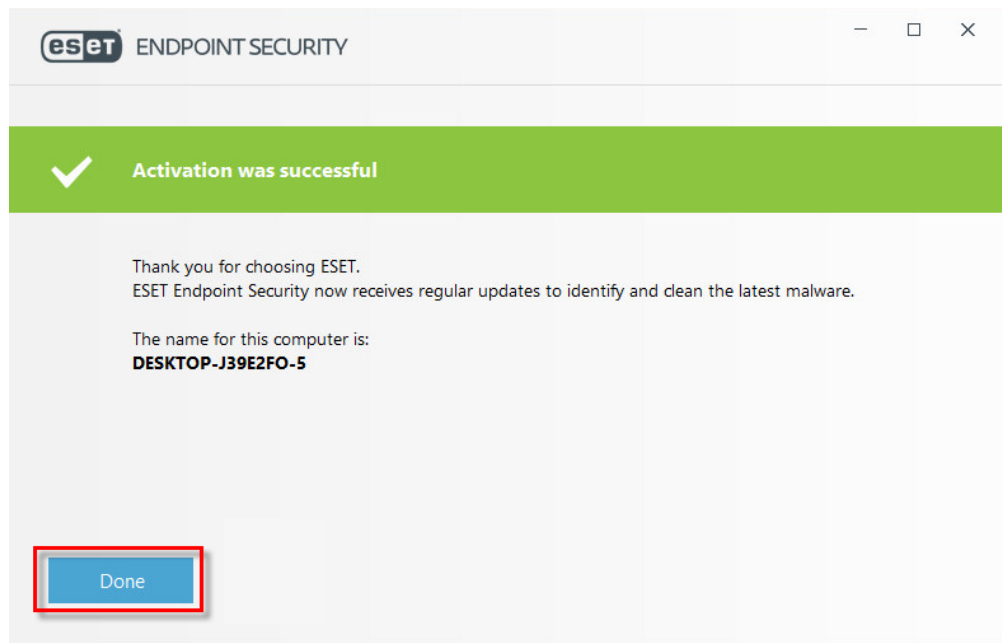 eset ENDPOINT SECURITY
Activation was successful
Thank you for choosing ESET.
ESET Endpoint Security now receives regular updates to identify and clean the latest malware.
The name for this computer is:
DESKTOP-J39E2FO-5
Done